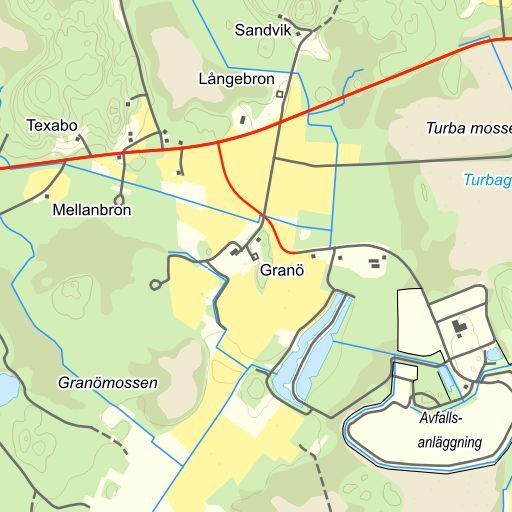 Sandvik
Långebron
Texabo
Turba mosse
Turbag
Mellanbron
Granö
Granömossen
Avfalls-
anläggning